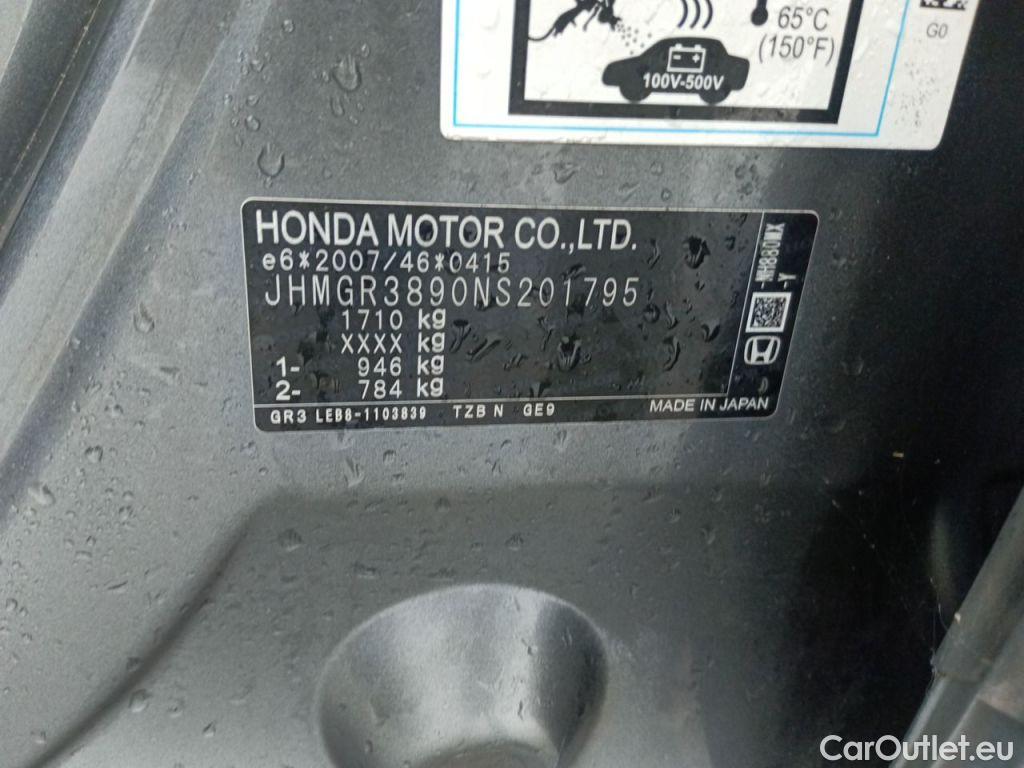 65°C
(150°F)
100V-500V
G0
HONDA MOTOR CO.,LTD.
e6*2007/46*0415
JHMGR3890NS201795
1710 kg
XXXX kg
1- 946 kg
2- 784 kg
GR3 LEB8-1103839 TZB N GE9
MADE IN JAPAN
-NH880MX
-Y
CarOutlet.eu